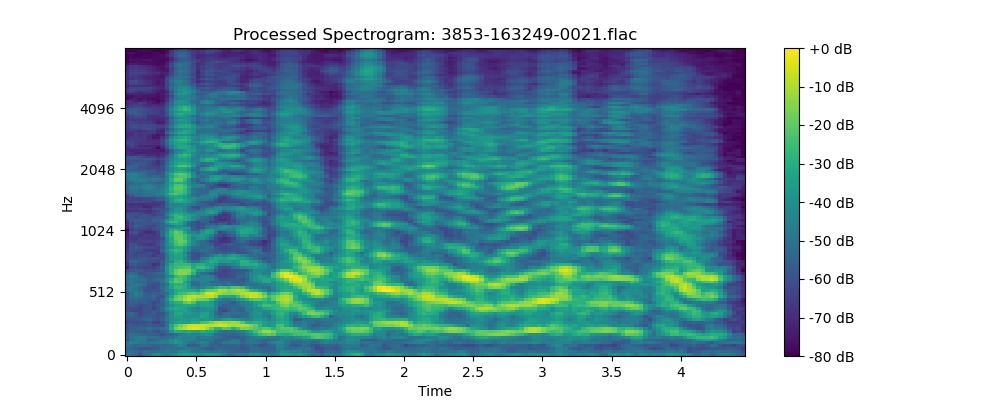 Processed Spectrogram: 3853-163249-0021.flac
Hz
4096
2048
1024
512
0
0 0.5 1 1.5 2 2.5 3 3.5 4
Time
+0 dB
-10 dB
-20 dB
-30 dB
-40 dB
-50 dB
-60 dB
-70 dB
-80 dB